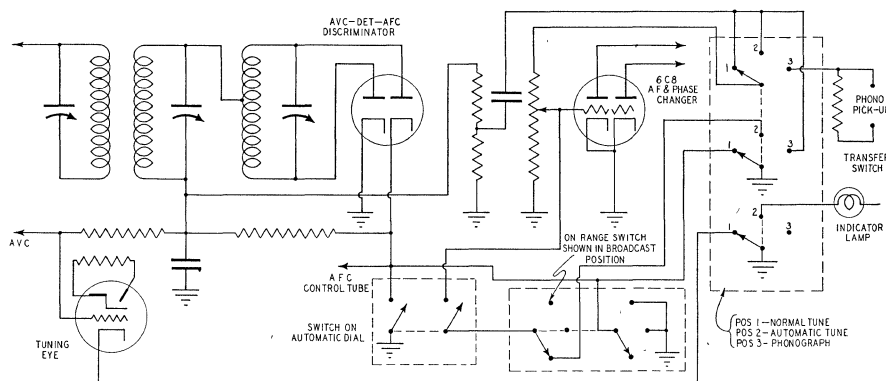 AVC-DET-AFC
DISCRIMINATOR
6C8
AF & PHASE
CHANGER
1
2
3
PHONO
PICK-U
TRANSFE
SWITCH
1
2
3
1
2
3
INDICATOR
LAMP
AVC
TUNING
EYE
AFC
CONTROL TUBE
SWITCH ON
AUTOMATIC DIAL
ON RANGE SWITCH
SHOWN IN BROADCAST
POSITION
POS 1-NORMAL TUNE
POS 2-AUTOMATIC TUNE
POS 3-PHONOGRAPH